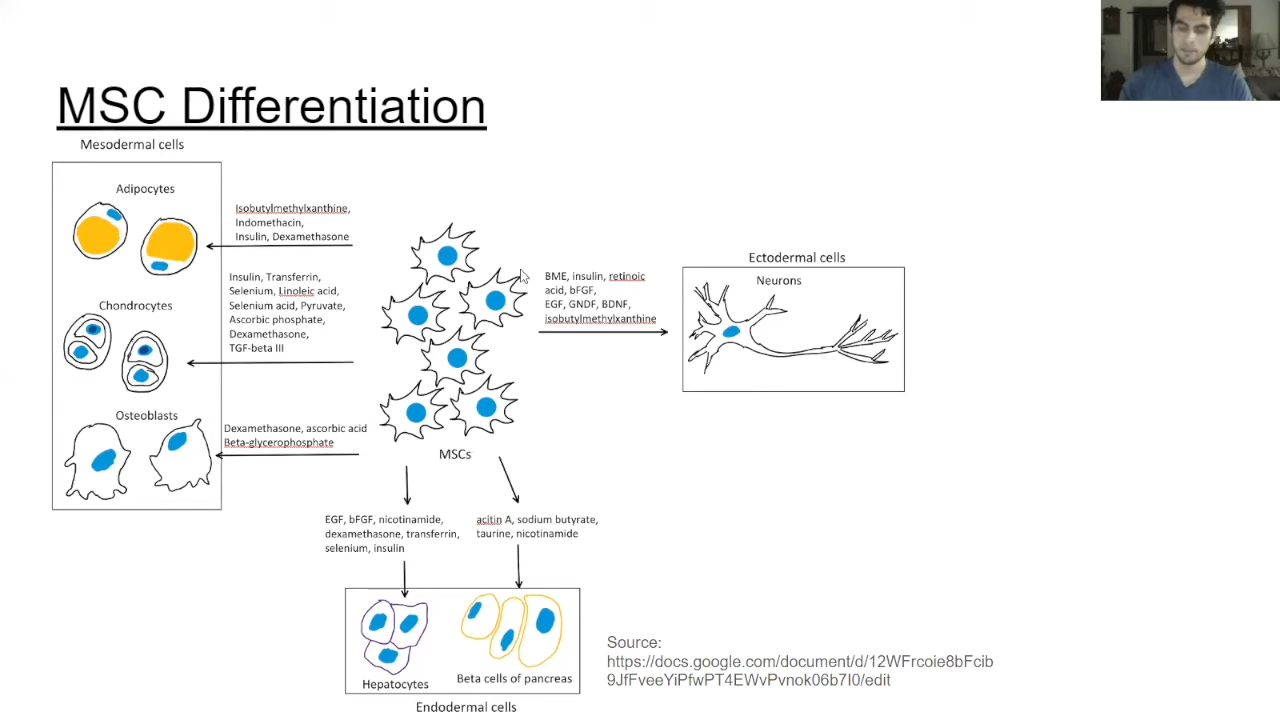 MSC Differentiation
Mesodermal cells
Adipocytes
Isobutylmethylxanthine,
Indomethacin,
Insulin, Dexamethasone
Chondrocytes
Insulin, Transferrin,
Selenium, Linoleic acid,
Selenium acid, Pyruvate,
Ascorbic phosphate,
Dexamethasone,
TGF-beta III
Osteoblasts
Dexamethasone, ascorbic acid
Beta-glycerophosphate
MSCs
BME, insulin, retinoic
acid, bFGF,
EGF, GNDF, BDNF,
isobutylmethylxanthine
Ectodermal cells
Neurons
EGF, bFGF, nicotinamide,
dexamethasone, transferrin,
selenium, insulin
acitin A, sodium butyrate,
taurine, nicotinamide
Hepatocytes
Beta cells of pancreas
Endodermal cells
Source:
https://docs.google.com/document/d/12WFrcoie8bFcib
9JfFveeYiPfwPT4EWvPvnok06b7I0/edit